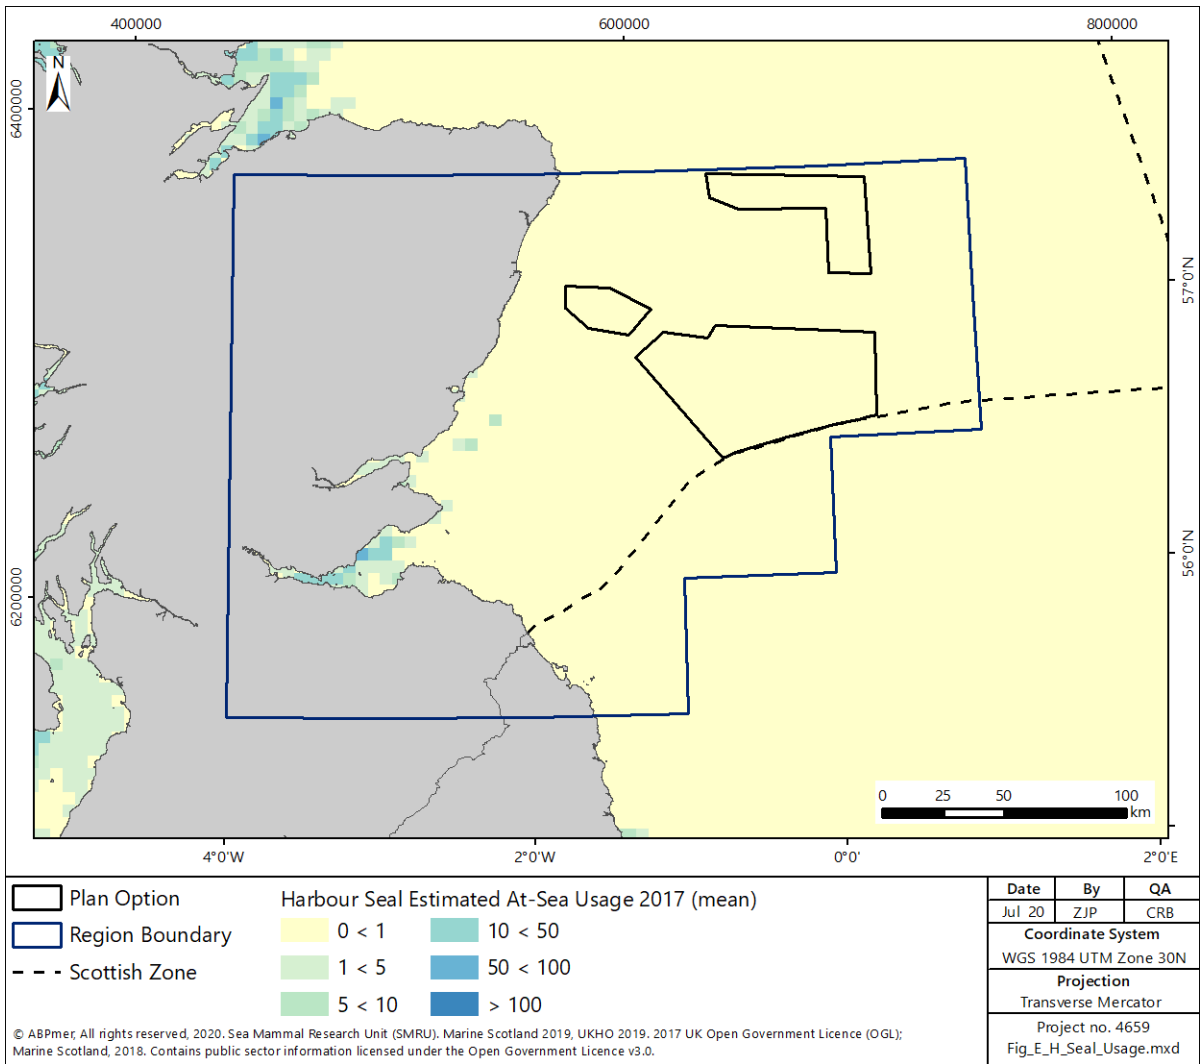 400000 600000 800000
N
6400000
57°0'N
56°0'N
6200000
0 25 50 100
km
4°0'W 2°0'W 0°0' 2°0'E
Plan Option
Region Boundary
Scottish Zone
Harbour Seal Estimated At-Sea Usage 2017 (mean)
0 < 1
1 < 5
5 < 10
10 < 50
50 < 100
> 100
Date By QA
Jul 20 ZJP CRB
Coordinate System
WGS 1984 UTM Zone 30N
Projection
Transverse Mercator
Project no. 4659
Fig_E_H_Seal_Usage.mxd
© ABPmer, All rights reserved, 2020. Sea Mammal Research Unit (SMRU). Marine Scotland 2019, UKHO 2019. 2017 UK Open Government Licence (OGL);
Marine Scotland, 2018. Contains public sector information licensed under the Open Government Licence v3.0.